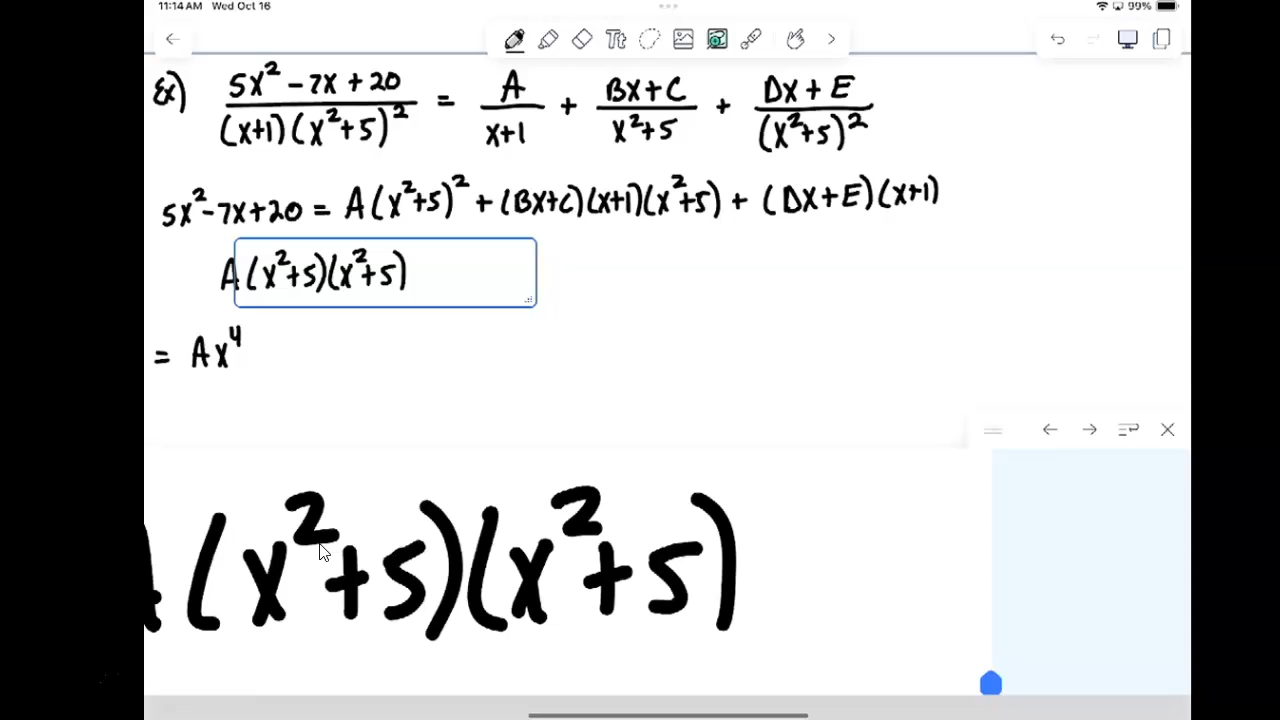 11:14 AM Wed Oct 16 99%
Tt
Ex) (5x² - 7x + 20)/((x+1)(x²+5)²) = A/(x+1) + (Bx+C)/(x²+5) + (Dx+E)/(x²+5)²
5x²-7x+20 = A(x²+5)² + (Bx+C)(x+1)(x²+5) + (Dx+E)(x+1)
A(x²+5)(x²+5)
= Ax⁴
A(x²+5)(x²+5)